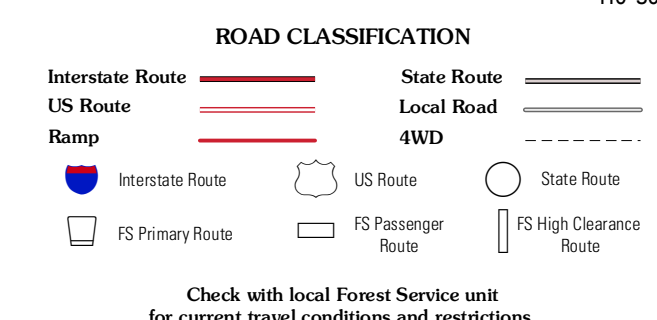 ROAD CLASSIFICATION
Interstate Route State Route
US Route Local Road
Ramp 4WD
Interstate Route US Route State Route
FS Primary Route
FS Passenger
Route
FS High Clearance
Route
Check with local Forest Service unit
for current travel conditions and restrictions